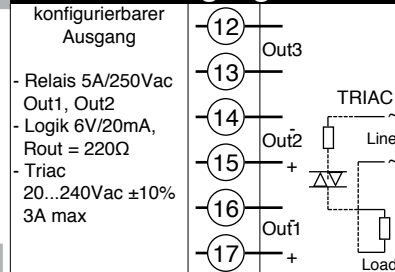 konfigurierbarer
Ausgang
- Relais 5A/250Vac
Out1, Out2
- Logik 6V/20mA,
Rout = 220Ω
- Triac
20...240Vac ±10%
3A max
12
Out3
13
14
-
Out2
15
+
16
-
Out1
17
+
TRIAC
~
Line
~
Load